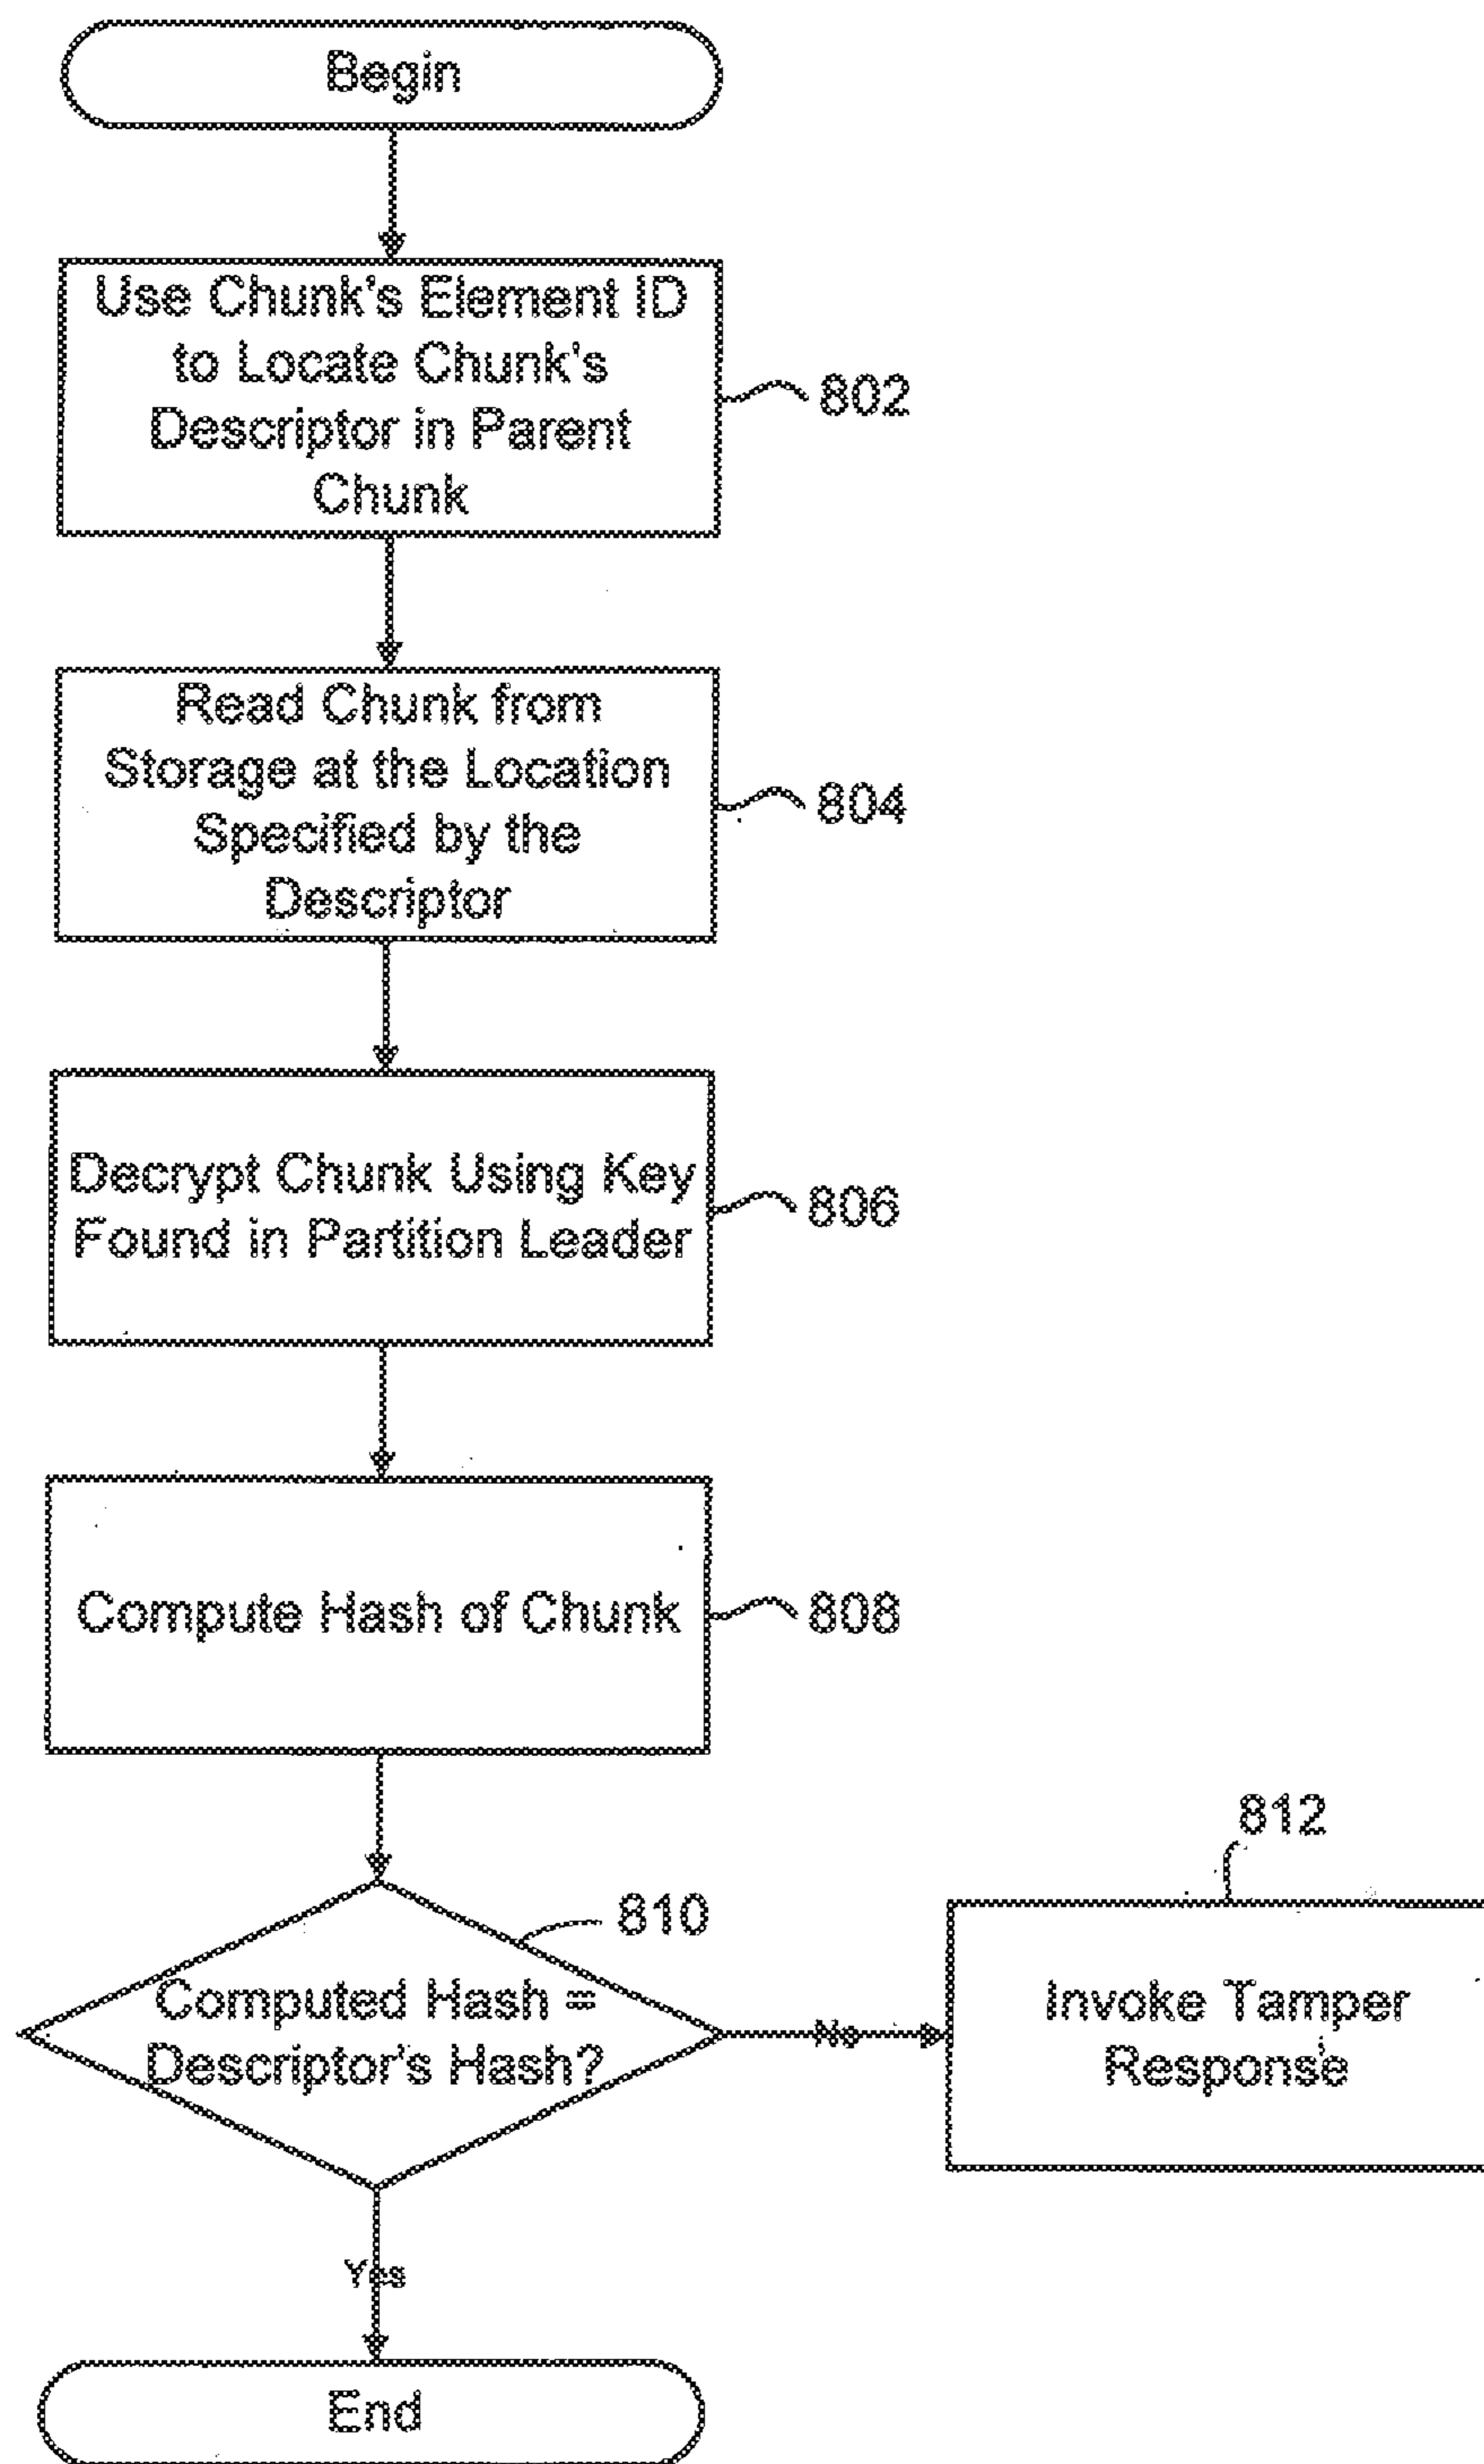 Begin
Use Chunk's Element ID
to Locate Chunk's
Descriptor in Parent
Chunk
802
Read Chunk from
Storage at the Location
Specified by the
Descriptor
804
Decrypt Chunk Using Key
Found in Partition Leader
806
Compute Hash of Chunk
808
810
Computed Hash =
Descriptor's Hash?
No
812
Invoke Tamper
Response
Yes
End